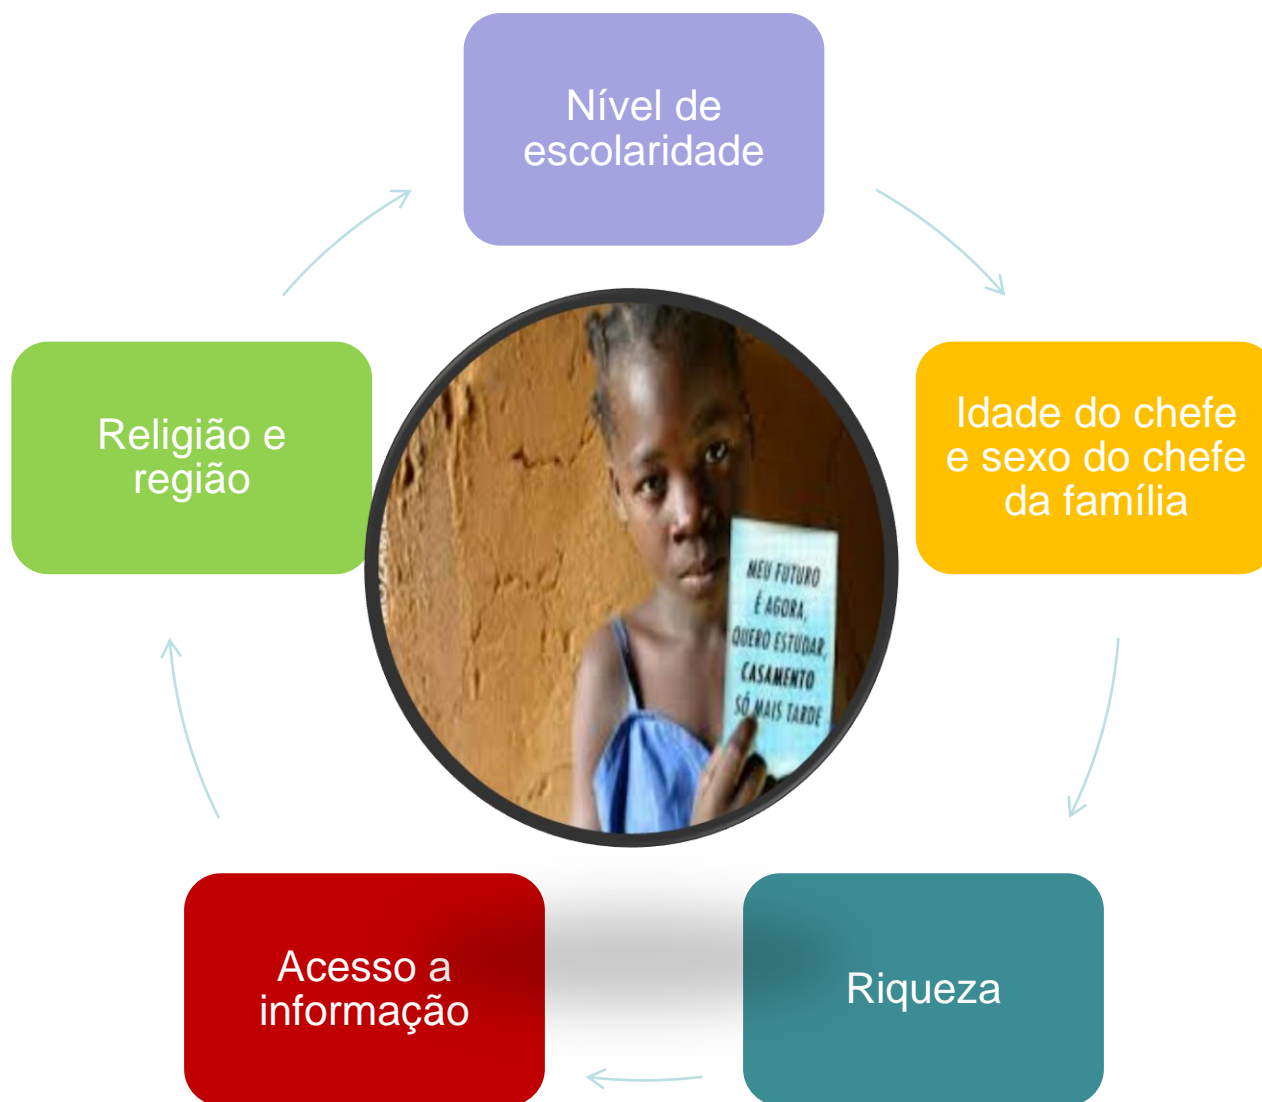 Nível de
escolaridade
Idade do chefe
e sexo do chefe
da família
Riqueza
Acesso a
informação
Religião e
região
MEU FUTURO
É AGORA,
QUERO ESTUDAR,
CASAMENTO
SÓ MAIS TARDE